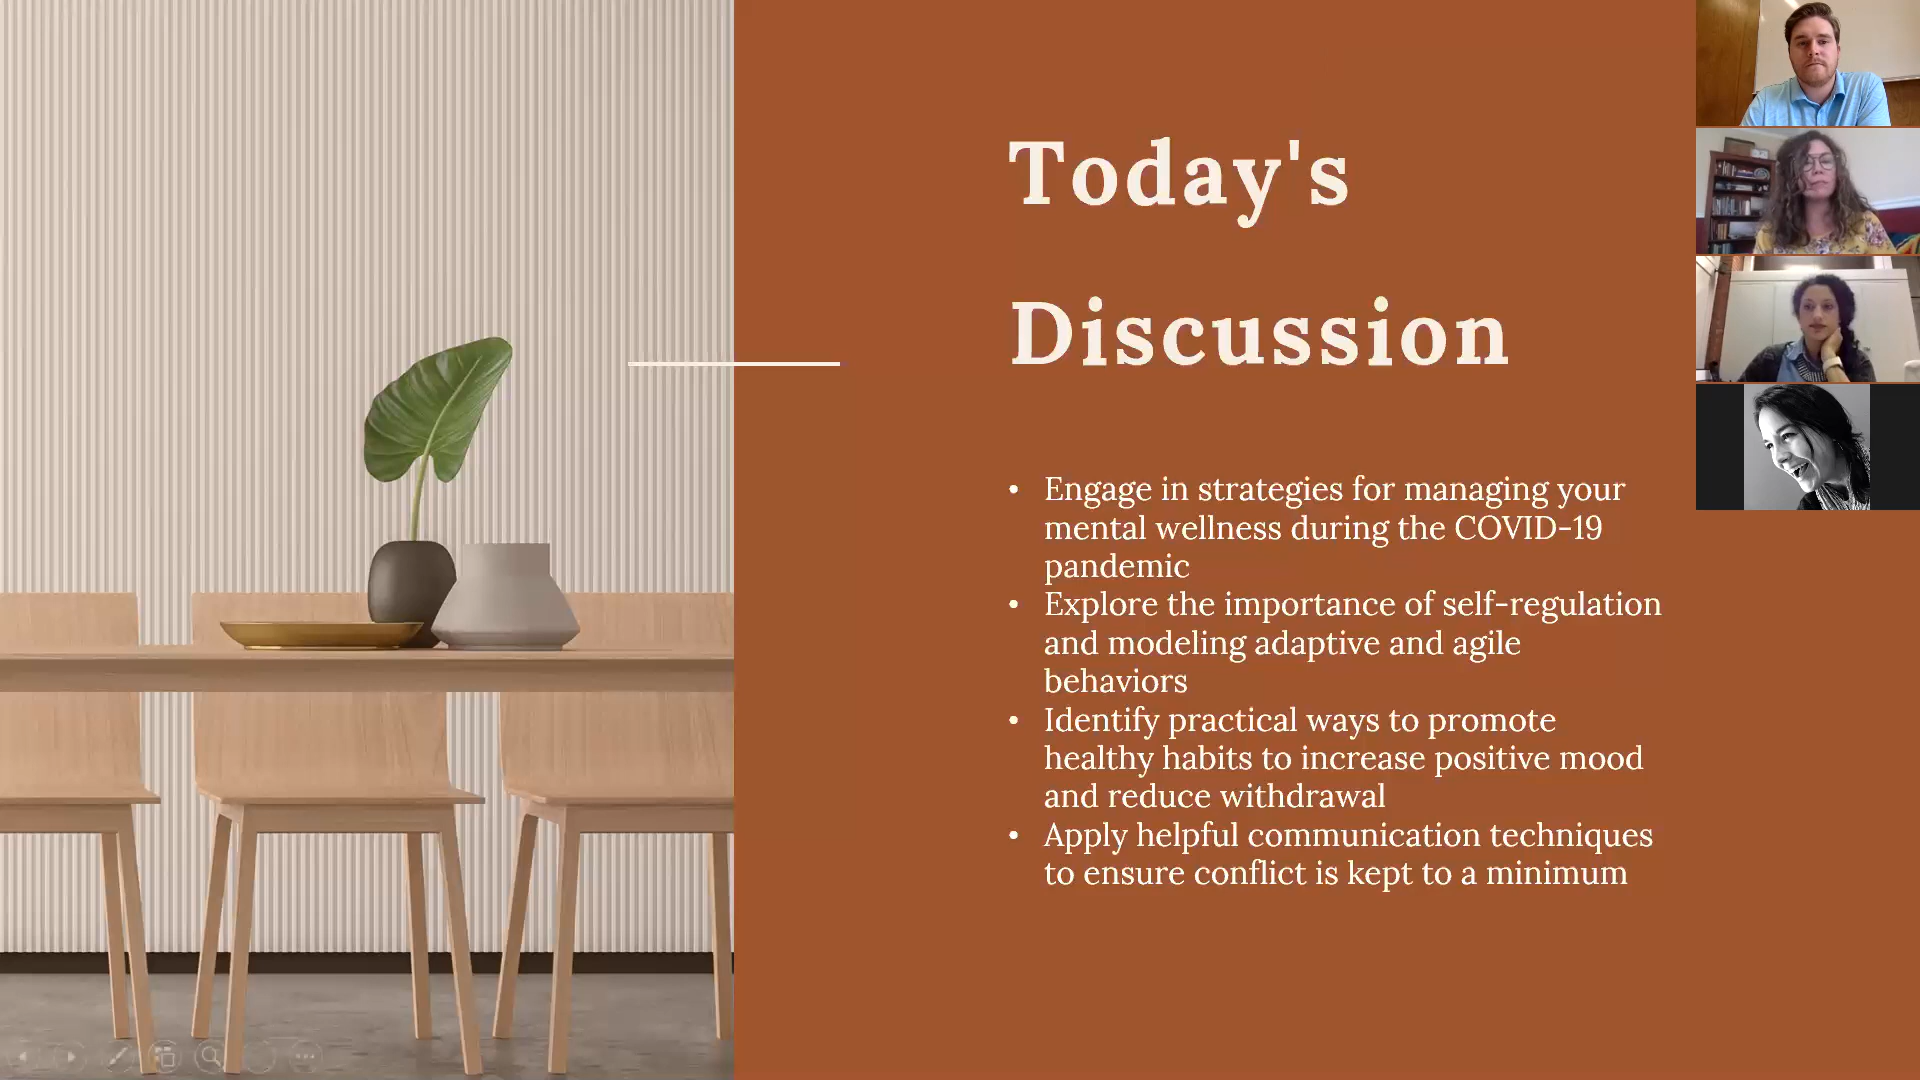 Today's
Discussion
• Engage in strategies for managing your
mental wellness during the COVID-19
pandemic
• Explore the importance of self-regulation
and modeling adaptive and agile
behaviors
• Identify practical ways to promote
healthy habits to increase positive mood
and reduce withdrawal
• Apply helpful communication techniques
to ensure conflict is kept to a minimum